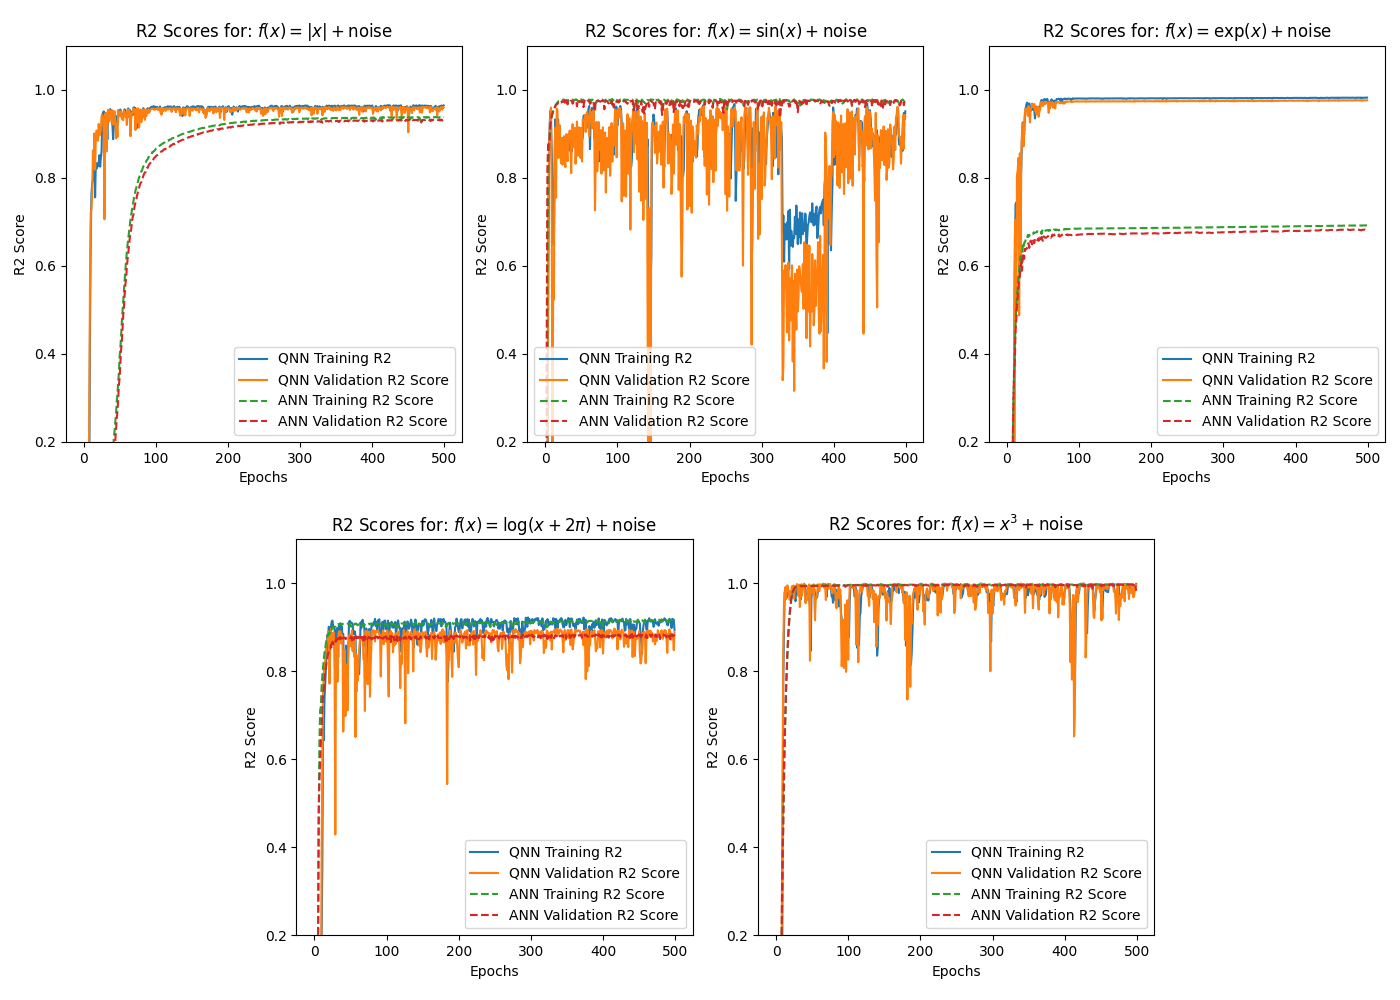 R2 Scores for: f(x) = |x| + noise
R2 Score
1.0
0.8
0.6
0.4
0.2
0 100 200 300 400 500
Epochs
QNN Training R2
QNN Validation R2 Score
ANN Training R2 Score
ANN Validation R2 Score
R2 Scores for: f(x) = sin(x) + noise
R2 Score
1.0
0.8
0.6
0.4
0.2
0 100 200 300 400 500
Epochs
QNN Training R2
QNN Validation R2 Score
ANN Training R2 Score
ANN Validation R2 Score
R2 Scores for: f(x) = exp(x) + noise
R2 Score
1.0
0.8
0.6
0.4
0.2
0 100 200 300 400 500
Epochs
QNN Training R2
QNN Validation R2 Score
ANN Training R2 Score
ANN Validation R2 Score
R2 Scores for: f(x) = log(x + 2π) + noise
R2 Score
1.0
0.8
0.6
0.4
0.2
0 100 200 300 400 500
Epochs
QNN Training R2
QNN Validation R2 Score
ANN Training R2 Score
ANN Validation R2 Score
R2 Scores for: f(x) = x³ + noise
R2 Score
1.0
0.8
0.6
0.4
0.2
0 100 200 300 400 500
Epochs
QNN Training R2
QNN Validation R2 Score
ANN Training R2 Score
ANN Validation R2 Score